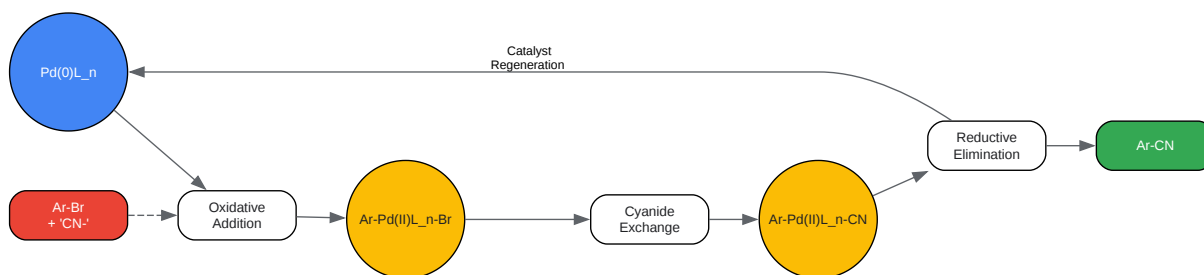 Catalyst
Regeneration
Pd(0)L_n
Reductive
Elimination
Ar-CN
Ar-Br
+ 'CN-'
Oxidative
Addition
Ar-Pd(II)L_n-Br
Cyanide
Exchange
Ar-Pd(II)L_n-CN